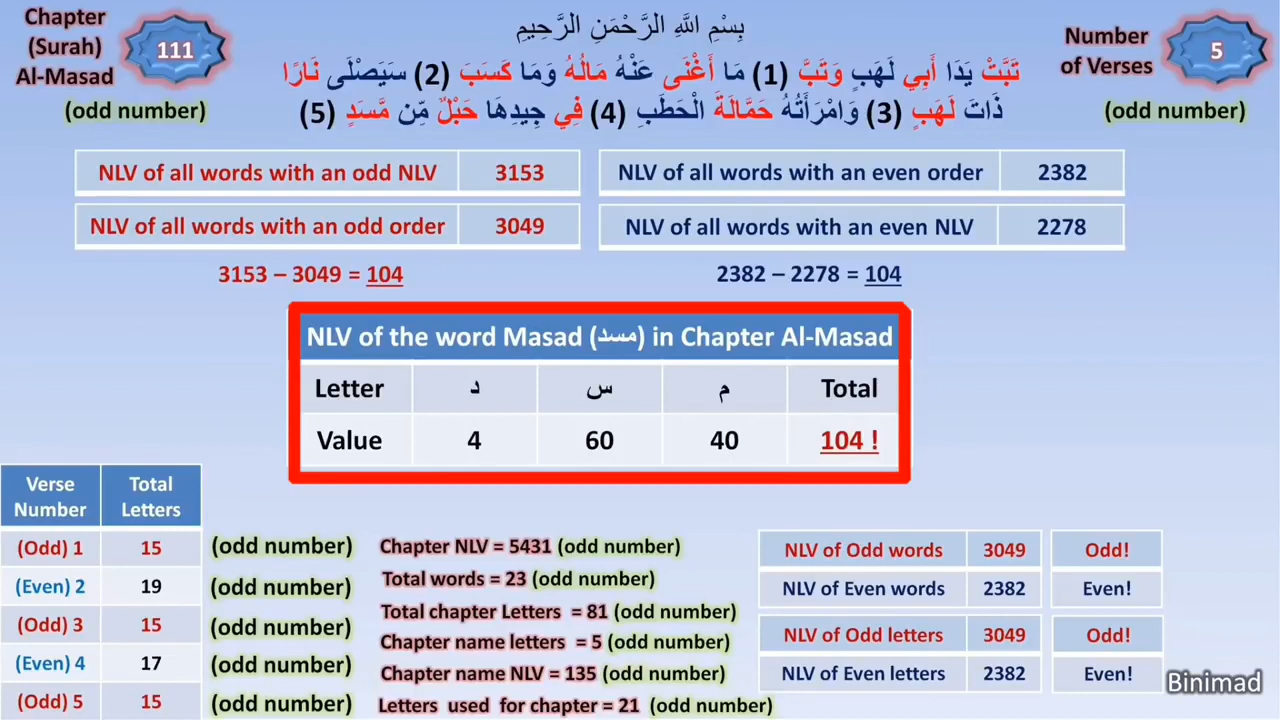 Chapter
(Surah)
Al-Masad
111
(odd number)
بِسْمِ اللَّهِ الرَّحْمَنِ الرَّحِيمِ
تَبَّتْ يَدَا أَبِي لَهَبٍ وَتَبَّ (1) مَا أَغْنَى عَنْهُ مَالُهُ وَمَا كَسَبَ (2) سَيَصْلَى نَارًا
ذَاتَ لَهَبٍ (3) وَامْرَأَتُهُ حَمَّالَةَ الْحَطَبِ (4) فِي جِيدِهَا حَبْلٌ مِّن مَّسَدٍ (5)
Number
of Verses
5
(odd number)
NLV of all words with an odd NLV 3153
NLV of all words with an even order 2382
NLV of all words with an odd order 3049
NLV of all words with an even NLV 2278
3153 – 3049 = 104
2382 – 2278 = 104
NLV of the word Masad (مسد) in Chapter Al-Masad
Letter د س م Total
Value 4 60 40 104 !
Verse Number Total Letters
(Odd) 1 15 (odd number)
(Even) 2 19 (odd number)
(Odd) 3 15 (odd number)
(Even) 4 17 (odd number)
(Odd) 5 15 (odd number)
Chapter NLV = 5431 (odd number)
Total words = 23 (odd number)
Total chapter Letters = 81 (odd number)
Chapter name letters = 5 (odd number)
Chapter name NLV = 135 (odd number)
Letters used for chapter = 21 (odd number)
NLV of Odd words 3049 Odd!
NLV of Even words 2382 Even!
NLV of Odd letters 3049 Odd!
NLV of Even letters 2382 Even!
Binimad